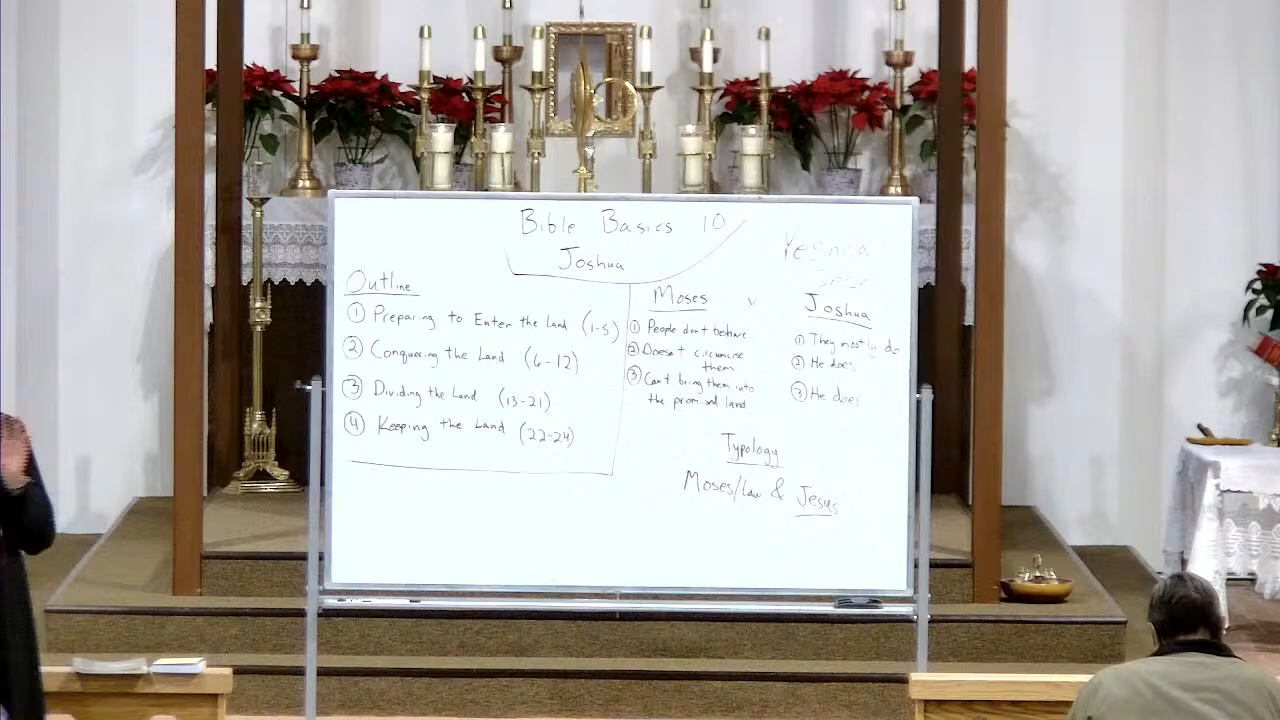 Bible Basics 10
Joshua
Outline
① Preparing to Enter the Land (1-5)
② Conquering the Land (6-12)
③ Dividing the Land (13-21)
④ Keeping the Land (22-24)
Moses v Joshua
① People don't behave
② Doesn't circumcise
them
③ Can't bring them into
the promised land
① They mostly do
② He does
③ He does
Typology
Moses/Law & Jesus